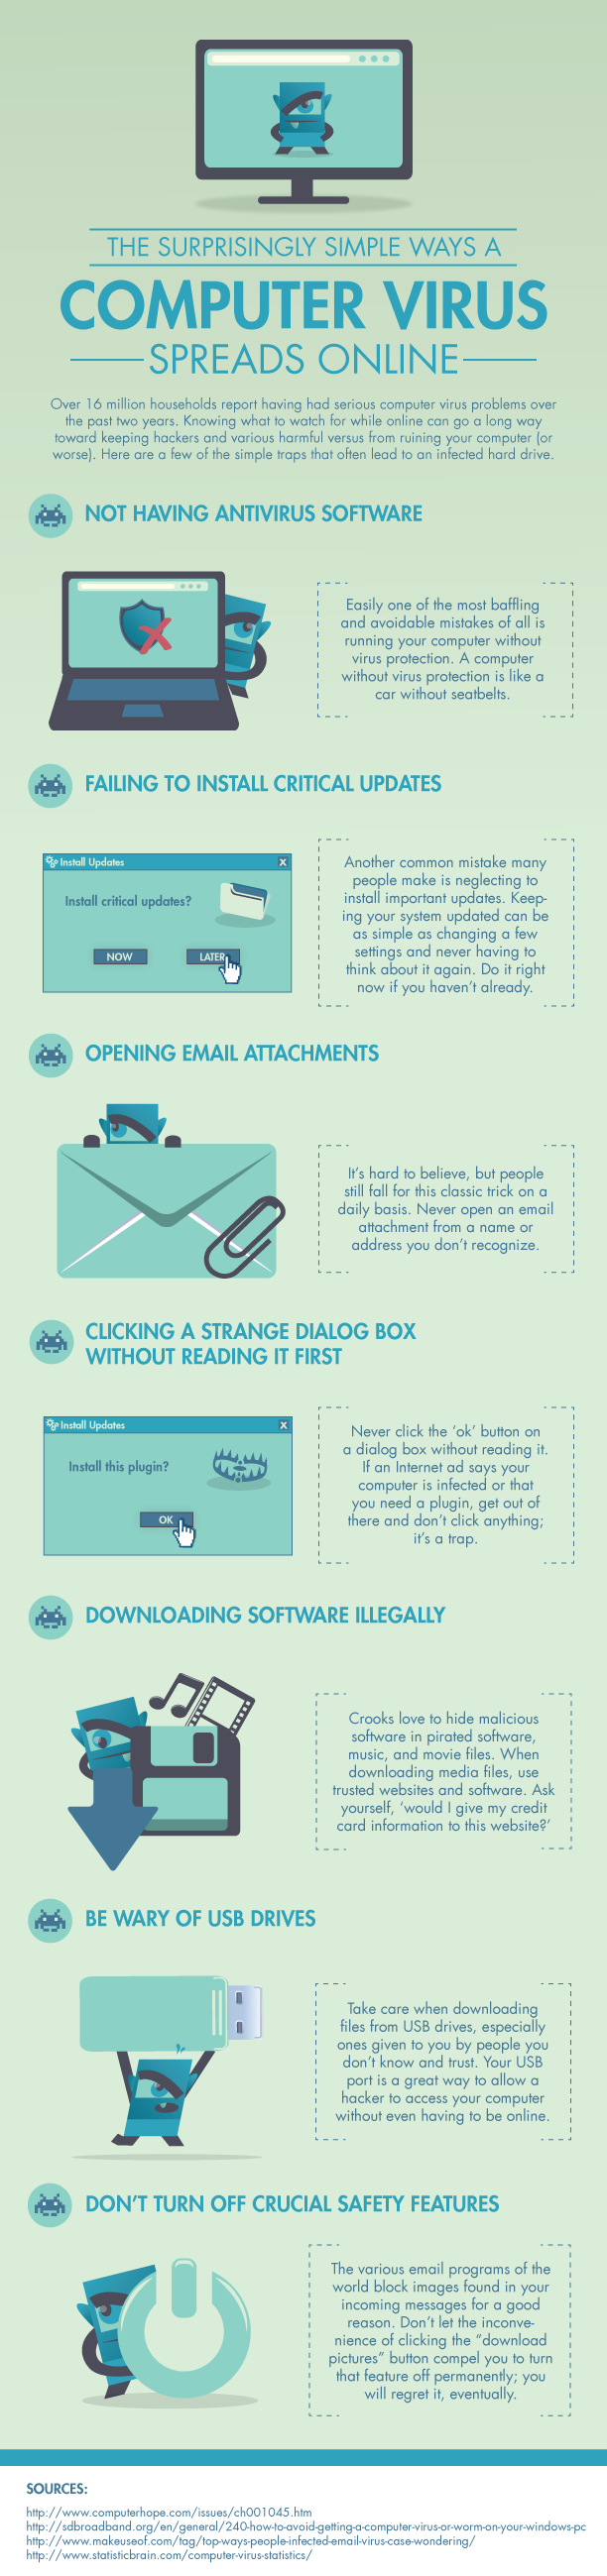 THE SURPRISINGLY SIMPLE WAYS A
COMPUTER VIRUS
SPREADS ONLINE
Over 16 million households report having had serious computer virus problems over
the past two years. Knowing what to watch for while online can go a long way
toward keeping hackers and various harmful versus from ruining your computer (or
worse). Here are a few of the simple traps that often lead to an infected hard drive.
NOT HAVING ANTIVIRUS SOFTWARE
Easily one of the most baffling
and avoidable mistakes of all is
running your computer without
virus protection. A computer
without virus protection is like a
car without seatbelts.
FAILING TO INSTALL CRITICAL UPDATES
Install Updates
X
Install critical updates?
NOW
LATER
Another common mistake many
people make is neglecting to
install important updates. Keep-
ing your system updated can be
as simple as changing a few
settings and never having to
think about it again. Do it right
now if you haven't already.
OPENING EMAIL ATTACHMENTS
It's hard to believe, but people
still fall for this classic trick on a
daily basis. Never open an email
attachment from a name or
address you don't recognize.
CLICKING A STRANGE DIALOG BOX
WITHOUT READING IT FIRST
Install Updates
X
Install this plugin?
OK
Never click the 'ok' button on
a dialog box without reading it.
If an Internet ad says your
computer is infected or that
you need a plugin, get out of
there and don't click anything;
it's a trap.
DOWNLOADING SOFTWARE ILLEGALLY
Crooks love to hide malicious
software in pirated software,
music, and movie files. When
downloading media files, use
trusted websites and software. Ask
yourself, 'would I give my credit
card information to this website?'
BE WARY OF USB DRIVES
Take care when downloading
files from USB drives, especially
ones given to you by people you
don't know and trust. Your USB
port is a great way to allow a
hacker to access your computer
without even having to be online.
DON'T TURN OFF CRUCIAL SAFETY FEATURES
The various email programs of the
world block images found in your
incoming messages for a good
reason. Don't let the inconve-
nience of clicking the "download
pictures" button compel you to turn
that feature off permanently; you
will regret it, eventually.
SOURCES:
http://www.computerhope.com/issues/ch001045.htm
http://sdbroadband.org/en/general/240-how-to-avoid-getting-a-computer-virus-or-worm-on-your-windows-pc
http://www.makeuseof.com/tag/top-ways-people-infected-email-virus-case-wondering/
http://www.statisticbrain.com/computer-virus-statistics/